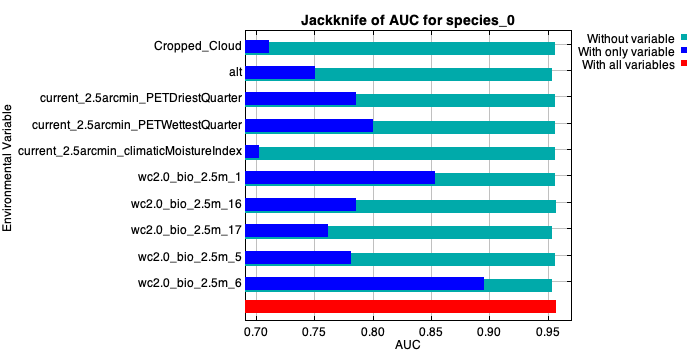 Jackknife of AUC for species_0
Without variable
With only variable
With all variables
Environmental Variable
Cropped_Cloud
alt
current_2.5arcmin_PETDriestQuarter
current_2.5arcmin_PETWettestQuarter
current_2.5arcmin_climaticMoistureIndex
wc2.0_bio_2.5m_1
wc2.0_bio_2.5m_16
wc2.0_bio_2.5m_17
wc2.0_bio_2.5m_5
wc2.0_bio_2.5m_6
0.70 0.75 0.80 0.85 0.90 0.95
AUC